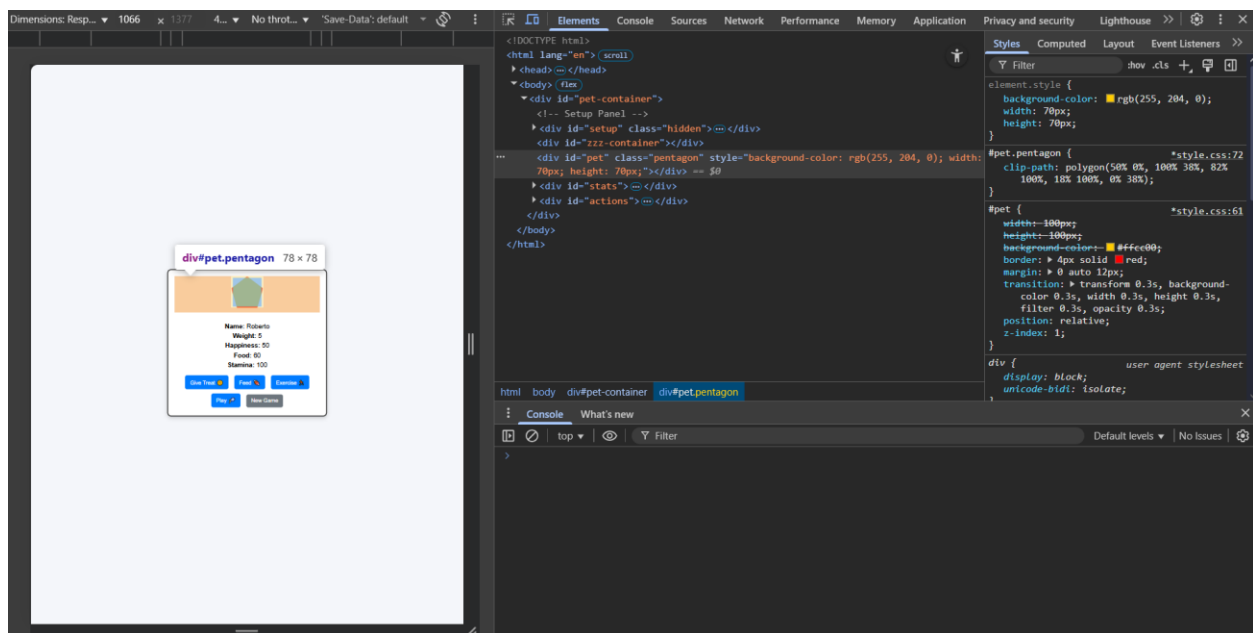 Dimensions: Resp... ▼ 1066 x 1377 4... ▼ No throt... ▼ 'Save-Data': default
Elements Console Sources Network Performance Memory Application Privacy and security Lighthouse
<!DOCTYPE html>
<html lang="en"> scroll
<head> </head>
<body> flex
<div id="pet-container">
<!-- Setup Panel -->
<div id="setup" class="hidden"> </div>
<div id="zzz-container"></div>
<div id="pet" class="pentagon" style="background-color: rgb(255, 204, 0); width:
70px; height: 70px;"></div> == $0
<div id="stats"> </div>
<div id="actions"> </div>
</div>
</body>
</html>
div#pet.pentagon 78 × 78
Name: Roberto
Weight: 5
Happiness: 50
Food: 60
Stamina: 100
Give Treat Feed Exercise
Play New Game
html body div#pet-container div#pet.pentagon
Console What's new
top ▼ Filter Default levels ▼ No Issues
>
Styles Computed Layout Event Listeners
Filter :hov .cls +
element.style {
background-color: rgb(255, 204, 0);
width: 70px;
height: 70px;
}
#pet.pentagon { *style.css:72
clip-path: polygon(50% 0%, 100% 38%, 82%
100%, 18% 100%, 0% 38%);
}
#pet { *style.css:61
width: 100px;
height: 100px;
background-color: #ffcc00;
border: 4px solid red;
margin: 0 auto 12px;
transition: transform 0.3s, background-
color 0.3s, width 0.3s, height 0.3s,
filter 0.3s, opacity 0.3s;
position: relative;
z-index: 1;
}
div { user agent stylesheet
display: block;
unicode-bidi: isolate;